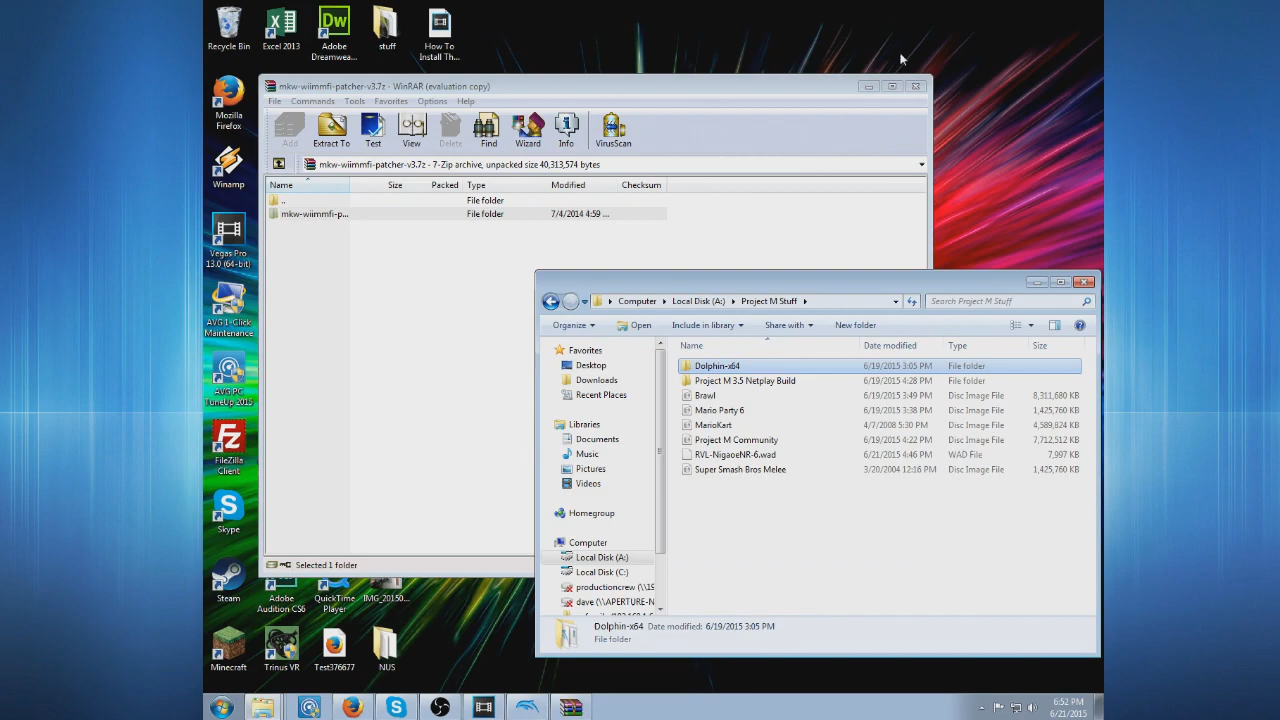 Recycle Bin
Excel 2013
Adobe
Dreamwea...
stuff
How To
Install Th...
Mozilla
Firefox
Winamp
Vegas Pro
13.0 (64-bit)
AVG 1-Click
Maintenance
AVG PC
TuneUp 2015
FileZilla
Client
Skype
Steam
Adobe
Audition CS6
QuickTime
Player
IMG_20150...
Minecraft
Trinus VR
Test376677
NUS
mkw-wiimmfi-patcher-v3.7z - WinRAR (evaluation copy)
File Commands Tools Favorites Options Help
Add Extract To Test View Delete Find Wizard Info VirusScan
mkw-wiimmfi-patcher-v3.7z - 7-Zip archive, unpacked size 40,313,574 bytes
Name Size Packed Type Modified Checksum
.. File folder
mkw-wiimmfi-p... File folder 7/4/2014 4:59 ...
Selected 1 folder
Computer Local Disk (A:) Project M Stuff
Search Project M Stuff
Organize Open Include in library Share with New folder
Favorites
Desktop
Downloads
Recent Places
Libraries
Documents
Music
Pictures
Videos
Homegroup
Computer
Local Disk (A:)
Local Disk (C:)
productioncrew (\\19
dave (\\APERTURE-N
Name Date modified Type Size
Dolphin-x64 6/19/2015 3:05 PM File folder
Project M 3.5 Netplay Build 6/19/2015 4:28 PM File folder
Brawl 6/19/2015 3:49 PM Disc Image File 8,311,680 KB
Mario Party 6 6/19/2015 3:38 PM Disc Image File 1,425,760 KB
MarioKart 4/7/2008 5:30 PM Disc Image File 4,589,824 KB
Project M Community 6/19/2015 4:22 PM Disc Image File 7,712,512 KB
RVL-NigaoeNR-6.wad 6/21/2015 4:46 PM WAD File 7,997 KB
Super Smash Bros Melee 3/20/2004 12:16 PM Disc Image File 1,425,760 KB
Dolphin-x64 Date modified: 6/19/2015 3:05 PM
File folder
6:52 PM
6/21/2015